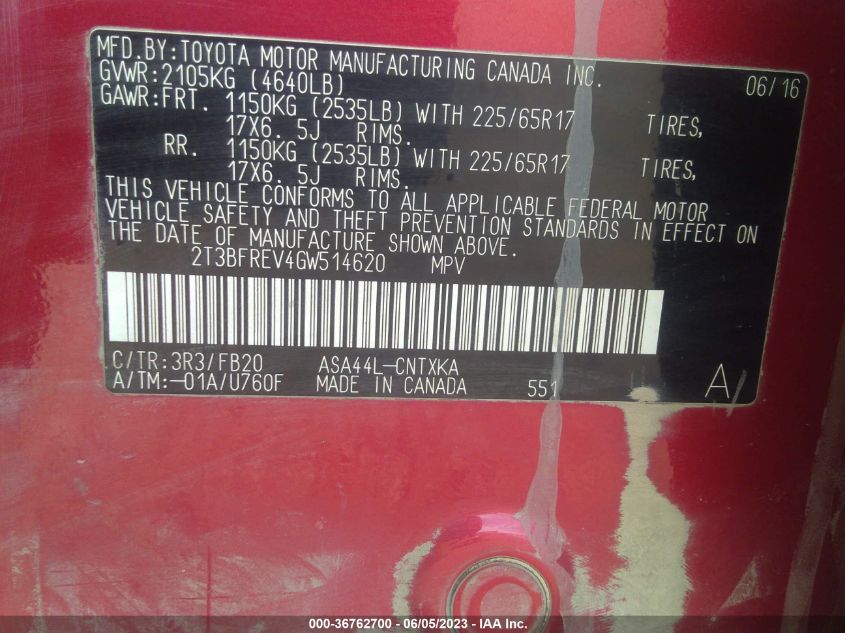 MFD.BY:TOYOTA MOTOR MANUFACTURING CANADA INC.
GVWR:2105KG (4640LB) 06/16
GAWR:FRT. 1150KG (2535LB) WITH 225/65R17 TIRES,
17X6. 5J RIMS.
RR. 1150KG (2535LB) WITH 225/65R17 TIRES,
17X6. 5J RIMS.
THIS VEHICLE CONFORMS TO ALL APPLICABLE FEDERAL MOTOR
VEHICLE SAFETY AND THEFT PREVENTION STANDARDS IN EFFECT ON
THE DATE OF MANUFACTURE SHOWN ABOVE.
2T3BFREV4GW514620 MPV
C/TR:3R3/FB20 ASA44L-CNTXKA
A/TM:-01A/U760F MADE IN CANADA 551 A
000-36762700 - 06/05/2023 - IAA Inc.